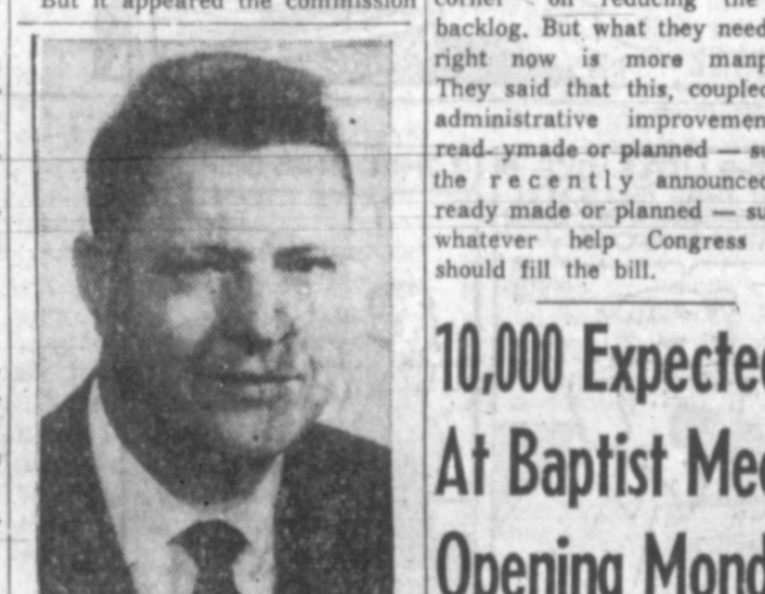 But it appeared the commission
corner on reducing the
backlog. But what they need
right now is more manp
They said that this, coupled
administrative improvemen
read- ymade or planned — su
the recently announced
ready made or planned — su
whatever help Congress
should fill the bill.
10,000 Expected
At Baptist Mee
Opening Mond